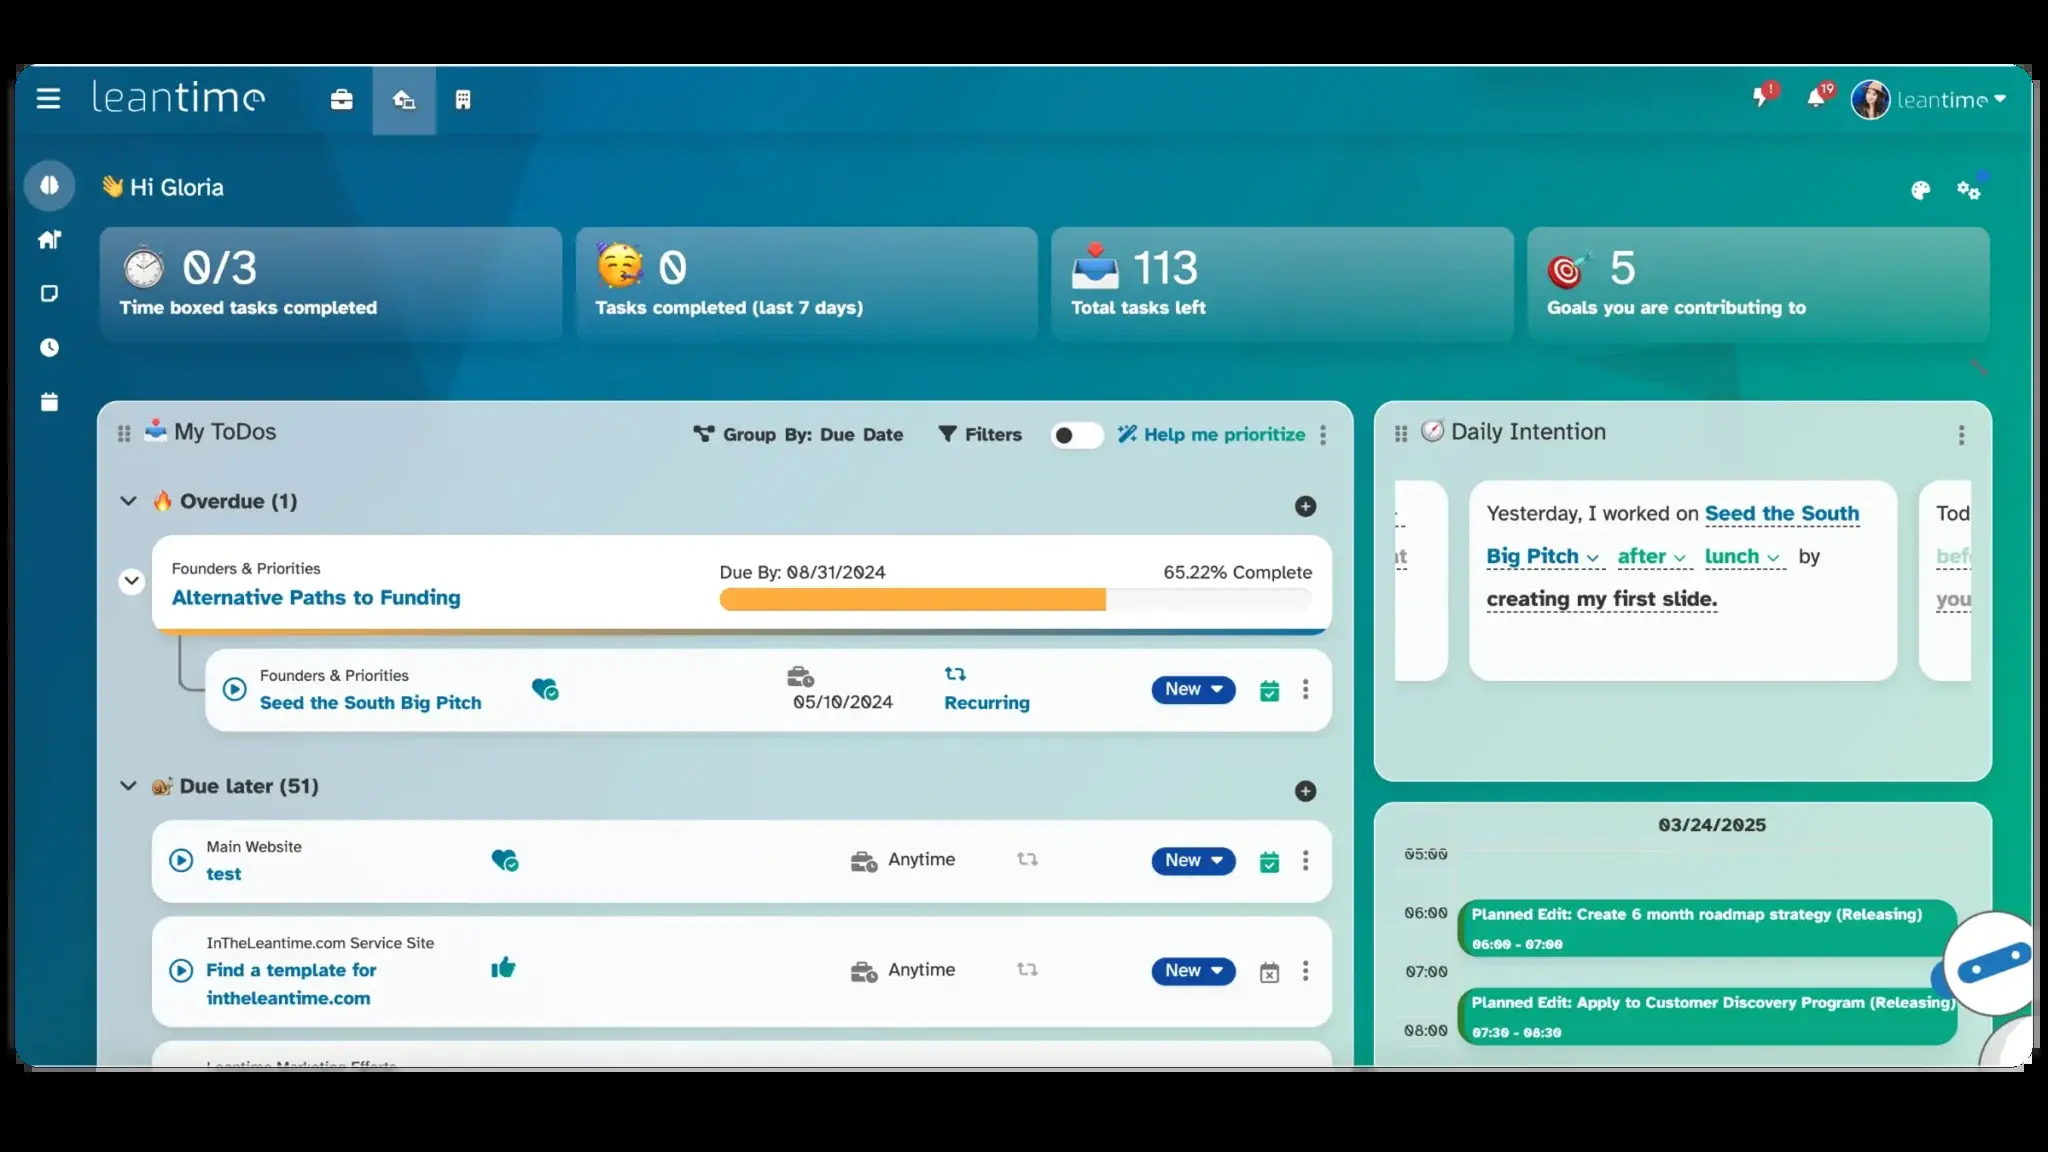 leantime
!
19
leantime
👋 Hi Gloria
0/3
Time boxed tasks completed
0
Tasks completed (last 7 days)
113
Total tasks left
5
Goals you are contributing to
My ToDos
Group By: Due Date
Filters
Help me prioritize
Overdue (1)
Founders & Priorities
Alternative Paths to Funding
Due By: 08/31/2024
65.22% Complete
Founders & Priorities
Seed the South Big Pitch
05/10/2024
Recurring
New
Due later (51)
Main Website
test
Anytime
New
InTheLeantime.com Service Site
Find a template for
intheleantime.com
Anytime
New
Leantime Marketing Efforts
Daily Intention
Yesterday, I worked on Seed the South
Big Pitch after lunch by
creating my first slide.
Tod
bef
you
03/24/2025
05:00
06:00
Planned Edit: Create 6 month roadmap strategy (Releasing)
06:00 - 07:00
07:00
Planned Edit: Apply to Customer Discovery Program (Releasing)
07:30 - 08:30
08:00